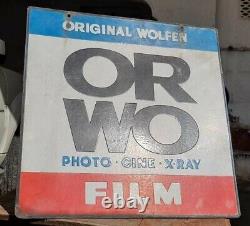 ORIGINAL WOLFEN
OR
WO
PHOTO · CINE · X-RAY
FILM